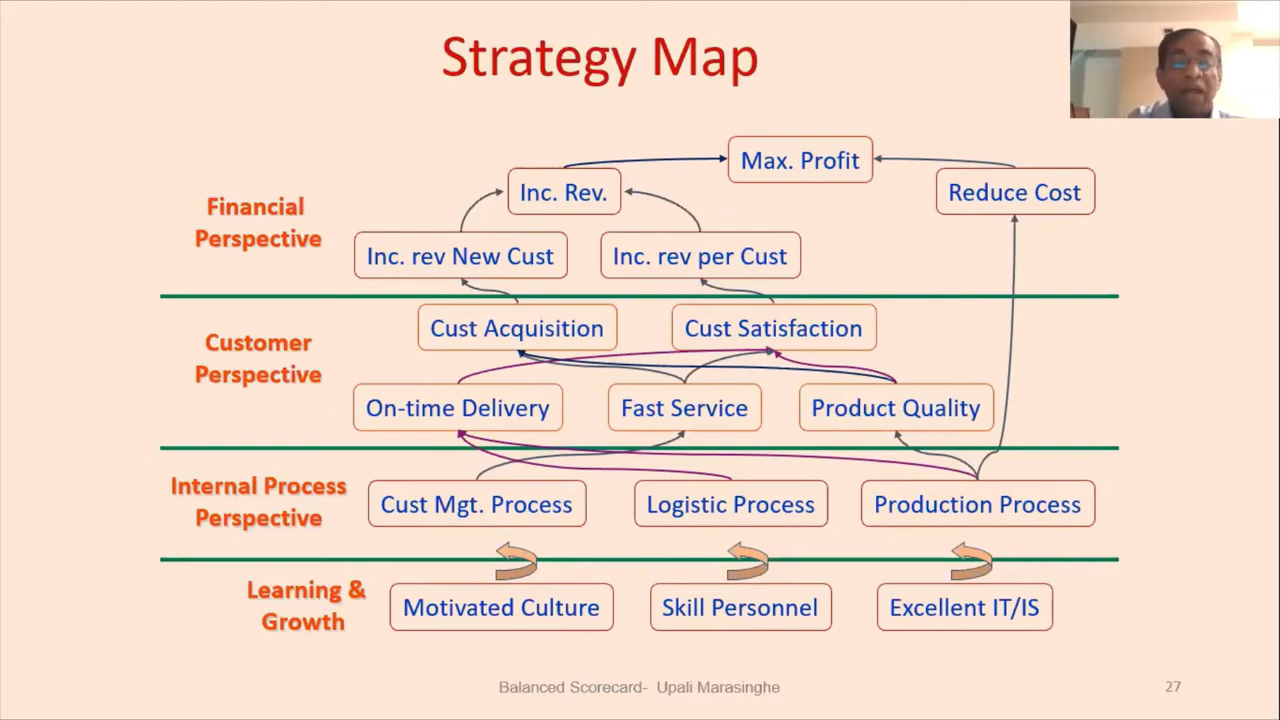 Strategy Map
Max. Profit
Inc. Rev.
Reduce Cost
Financial
Perspective
Inc. rev New Cust
Inc. rev per Cust
Cust Acquisition
Cust Satisfaction
Customer
Perspective
On-time Delivery
Fast Service
Product Quality
Internal Process
Perspective
Cust Mgt. Process
Logistic Process
Production Process
Learning &
Growth
Motivated Culture
Skill Personnel
Excellent IT/IS
Balanced Scorecard- Upali Marasinghe
27